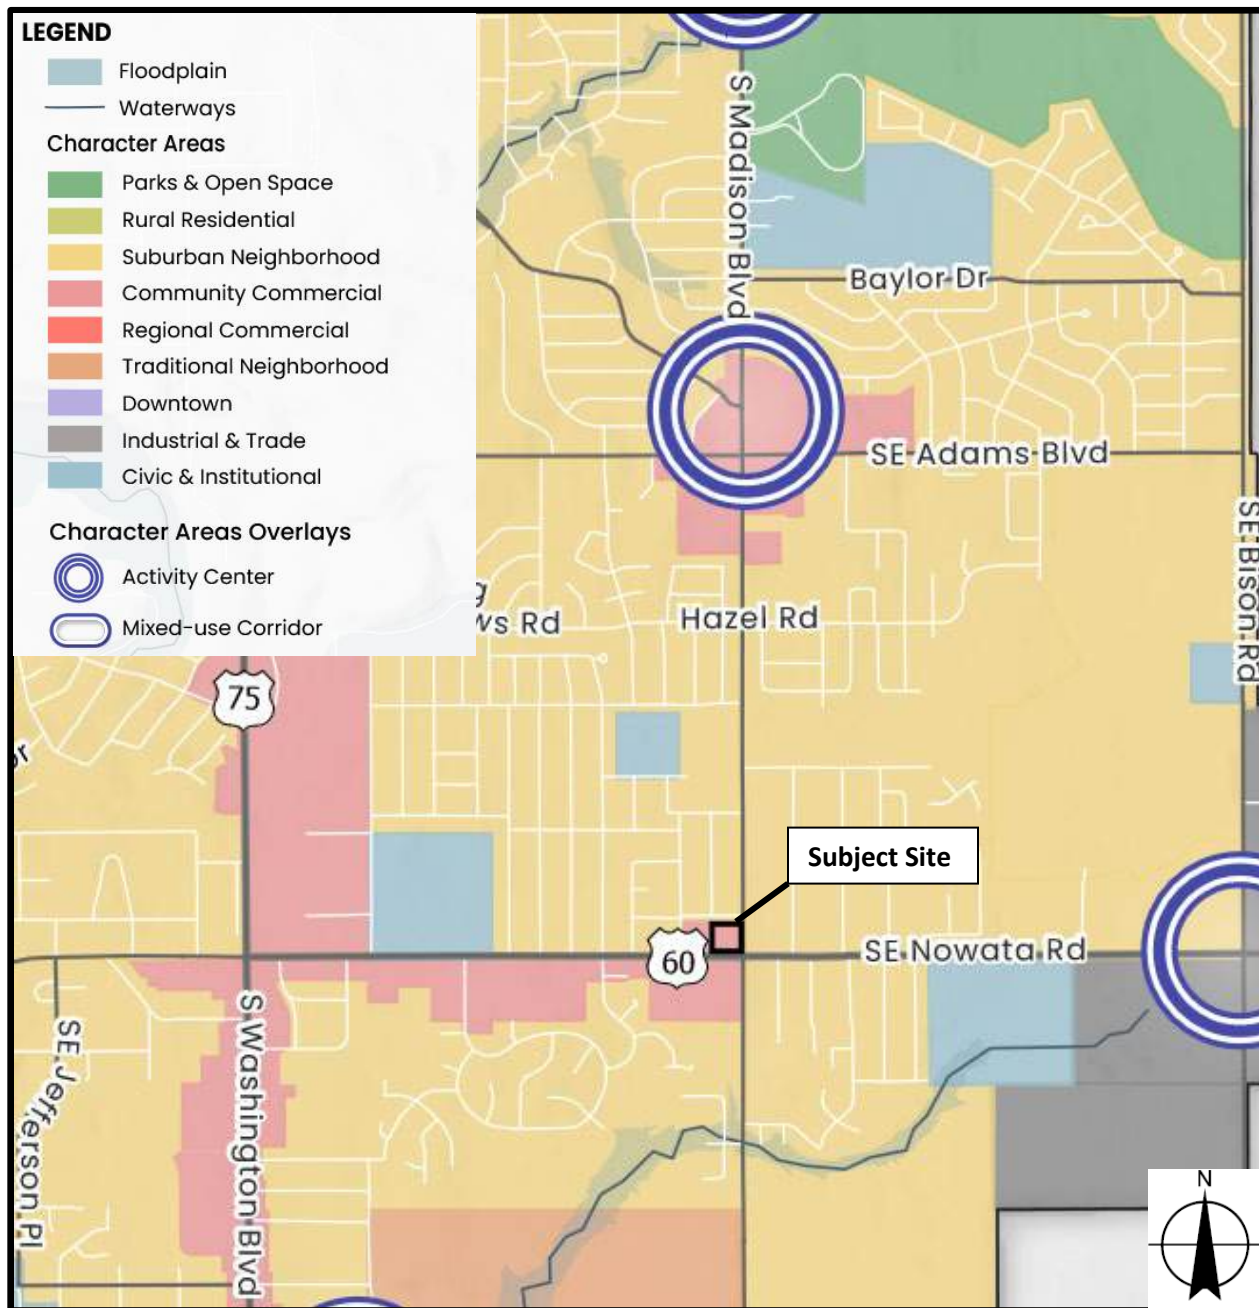 LEGEND
Floodplain
Waterways
Character Areas
Parks & Open Space
Rural Residential
Suburban Neighborhood
Community Commercial
Regional Commercial
Traditional Neighborhood
Downtown
Industrial & Trade
Civic & Institutional
Character Areas Overlays
Activity Center
Mixed-use Corridor
S Madison Blvd
Baylor Dr
SE Adams Blvd
SE Bison Rd
ws Rd
Hazel Rd
75
Subject Site
60
SE Nowata Rd
S Washington Blvd
SE Jefferson Pl
N